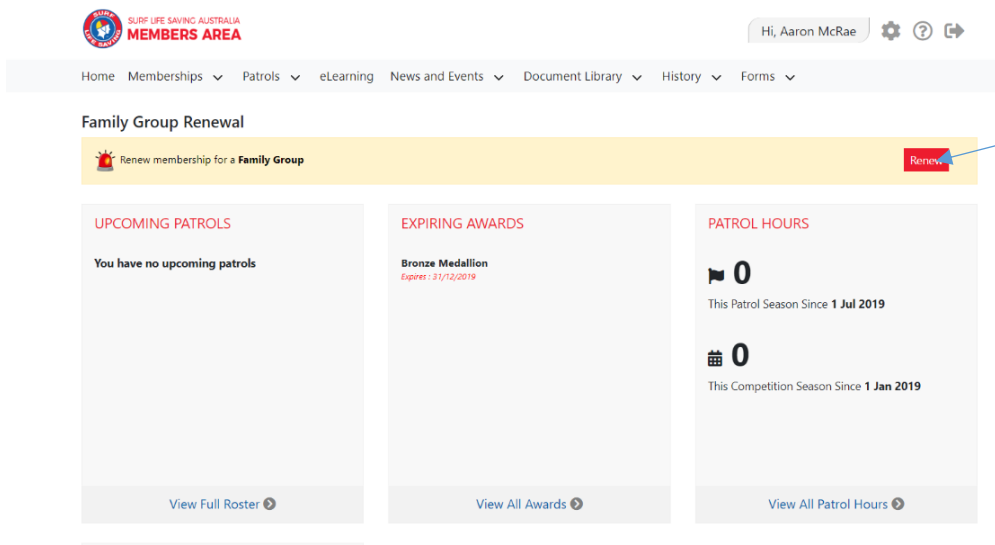 SURF LIFE SAVING AUSTRALIA
MEMBERS AREA
SURF
LIFE SAVING
Hi, Aaron McRae
Home Memberships Patrols eLearning News and Events Document Library History Forms
Family Group Renewal
Renew membership for a Family Group
Renew
UPCOMING PATROLS
You have no upcoming patrols
View Full Roster
EXPIRING AWARDS
Bronze Medallion
Expires : 31/12/2019
View All Awards
PATROL HOURS
0
This Patrol Season Since 1 Jul 2019
0
This Competition Season Since 1 Jan 2019
View All Patrol Hours